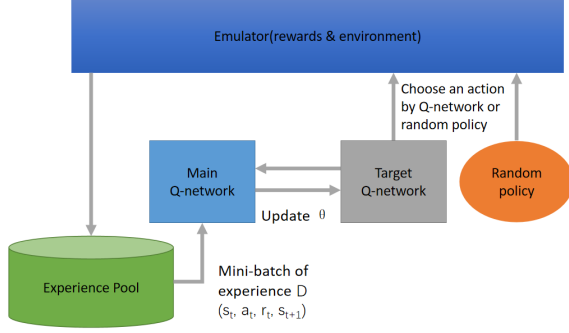 Emulator(rewards & environment)
Choose an action
by Q-network or
random policy
Main
Q-network
Target
Q-network
Random
policy
Update θ
Experience Pool
Mini-batch of
experience D
(sₜ, aₜ, rₜ, sₜ₊₁)